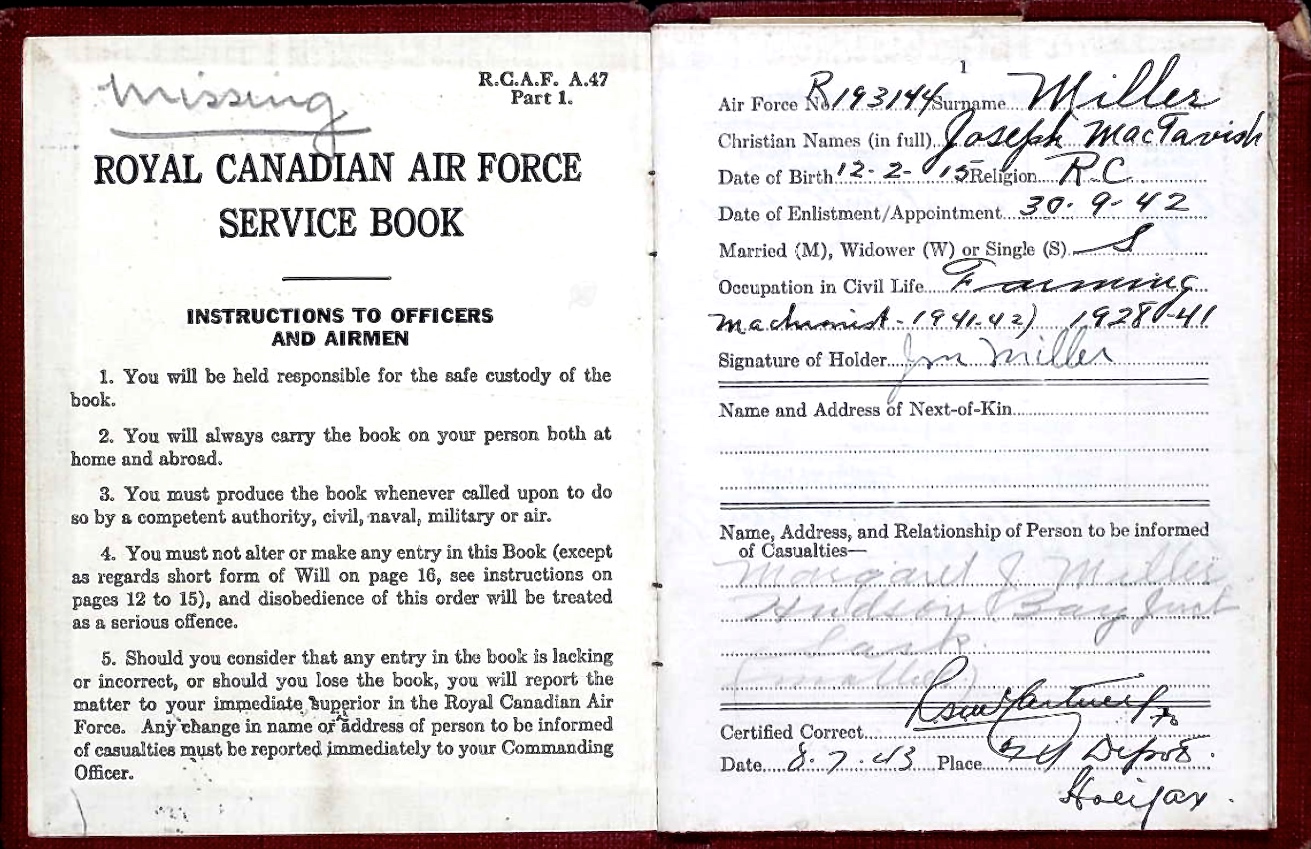 missing
R.C.A.F. A.47
Part 1.
ROYAL CANADIAN AIR FORCE
SERVICE BOOK
INSTRUCTIONS TO OFFICERS
AND AIRMEN
1. You will be held responsible for the safe custody of the
book.
2. You will always carry the book on your person both at
home and abroad.
3. You must produce the book whenever called upon to do
so by a competent authority, civil, naval, military or air.
4. You must not alter or make any entry in this Book (except
as regards short form of Will on page 16, see instructions on
pages 12 to 15), and disobedience of this order will be treated
as a serious offence.
5. Should you consider that any entry in the book is lacking
or incorrect, or should you lose the book, you will report the
matter to your immediate superior in the Royal Canadian Air
Force. Any change in name or address of person to be informed
of casualties must be reported immediately to your Commanding
Officer.
1
Air Force No R193144 Surname Miller
Christian Names (in full) Joseph MacTavish
Date of Birth 12-2-15 Religion R.C.
Date of Enlistment/Appointment 30-9-42
Married (M), Widower (W) or Single (S) S
Occupation in Civil Life Farming
machinist-1941-42) 1928-41
Signature of Holder Jm Miller
Name and Address of Next-of-Kin
Name, Address, and Relationship of Person to be informed
of Casualties—
Margaret J Miller
Hudson Bay Junct
Sask.
(mother)
Certified Correct
Date 8.7.43 Place "Y" Depot.
Halifax.